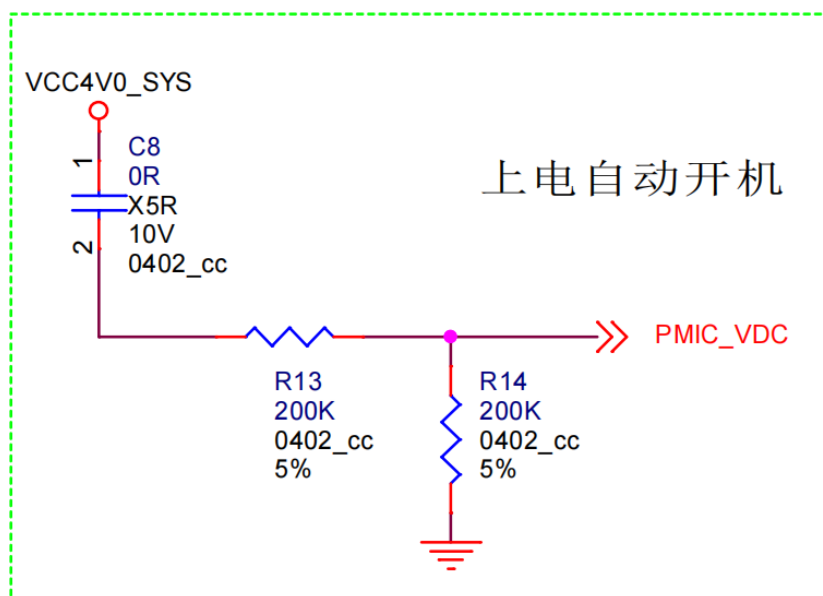 VCC4V0_SYS
1
C8
0R
X5R
10V
0402_cc
2
上电自动开机
PMIC_VDC
R13
200K
0402_cc
5%
R14
200K
0402_cc
5%